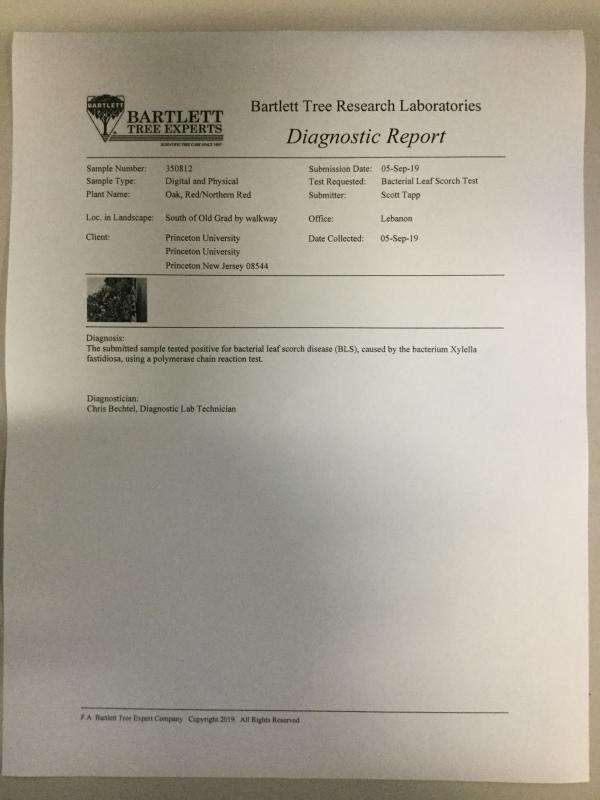 BARTLETT
BARTLETT
TREE EXPERTS
SCIENTIFIC TREE CARE SINCE 1907
Bartlett Tree Research Laboratories
Diagnostic Report
Sample Number: 350812 Submission Date: 05-Sep-19
Sample Type: Digital and Physical Test Requested: Bacterial Leaf Scorch Test
Plant Name: Oak, Red/Northern Red Submitter: Scott Tapp
Loc. in Landscape: South of Old Grad by walkway Office: Lebanon
Client: Princeton University Date Collected: 05-Sep-19
Princeton University
Princeton New Jersey 08544
Diagnosis:
The submitted sample tested positive for bacterial leaf scorch disease (BLS), caused by the bacterium Xylella
fastidiosa, using a polymerase chain reaction test.
Diagnostician:
Chris Bechtel, Diagnostic Lab Technician
F.A. Bartlett Tree Expert Company Copyright 2019 All Rights Reserved